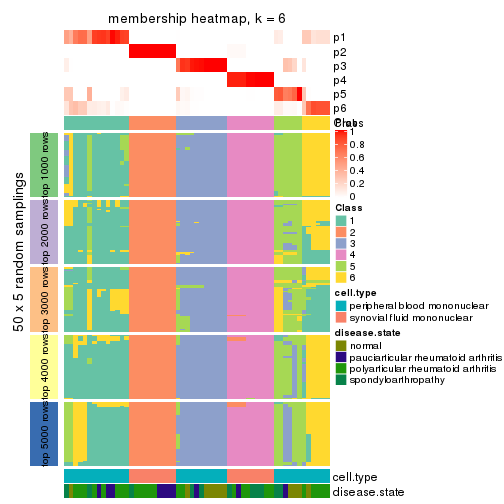 membership heatmap, k = 6
p1
p2
p3
p4
p5
p6
Class
Prob
1
0.8
0.6
0.4
0.2
0
Class
1
2
3
4
5
6
cell.type
peripheral blood mononuclear
synovial fluid mononuclear
disease.state
normal
pauciarticular rheumatoid arthritis
polyarticular rheumatoid arthritis
spondyloarthropathy
50 x 5 random samplings
top 1000 rows
top 2000 rows
top 3000 rows
top 4000 rows
top 5000 rows
cell.type
disease.state